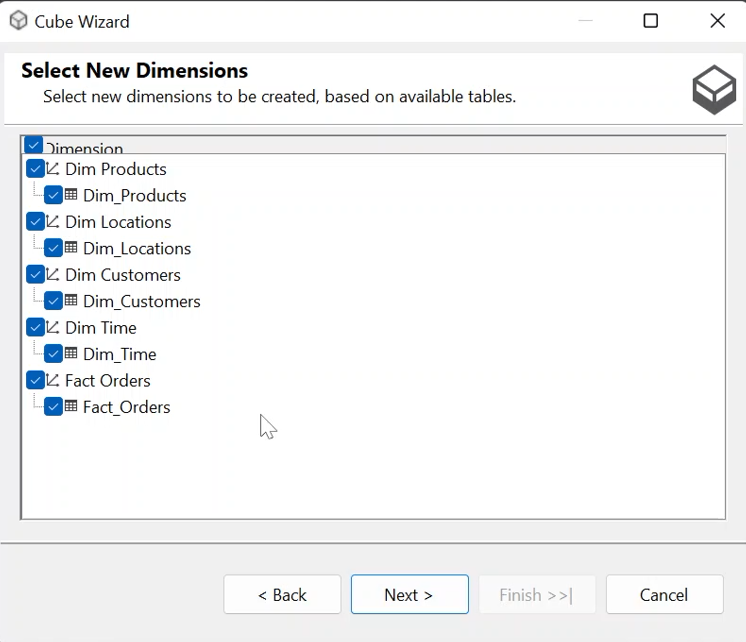 Cube Wizard
Select New Dimensions
Select new dimensions to be created, based on available tables.
Dimension
Dim Products
Dim_Products
Dim Locations
Dim_Locations
Dim Customers
Dim_Customers
Dim Time
Dim_Time
Fact Orders
Fact_Orders
< Back
Next >
Finish >>|
Cancel